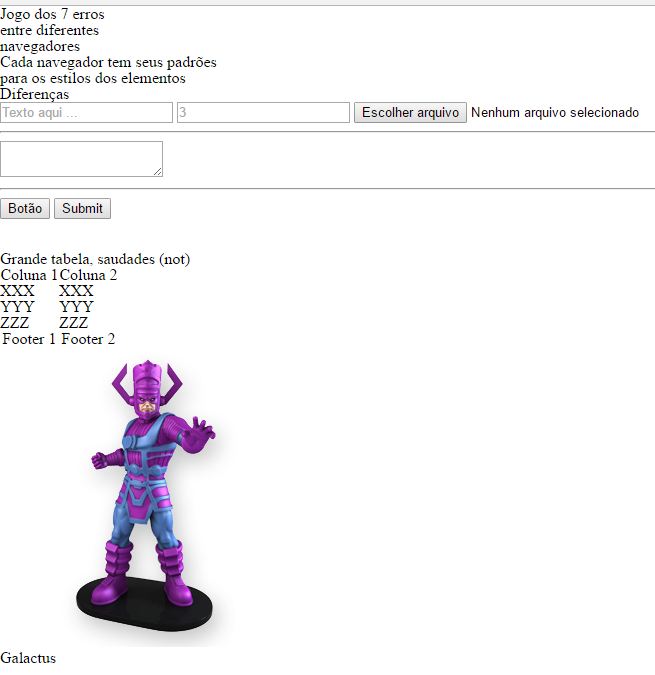 Jogo dos 7 erros
entre diferentes
navegadores
Cada navegador tem seus padrões
para os estilos dos elementos
Diferenças
Texto aqui ... 3 Escolher arquivo Nenhum arquivo selecionado
Botão Submit
Grande tabela, saudades (not)
Coluna 1 Coluna 2
XXX XXX
YYY YYY
ZZZ ZZZ
Footer 1 Footer 2
Galactus